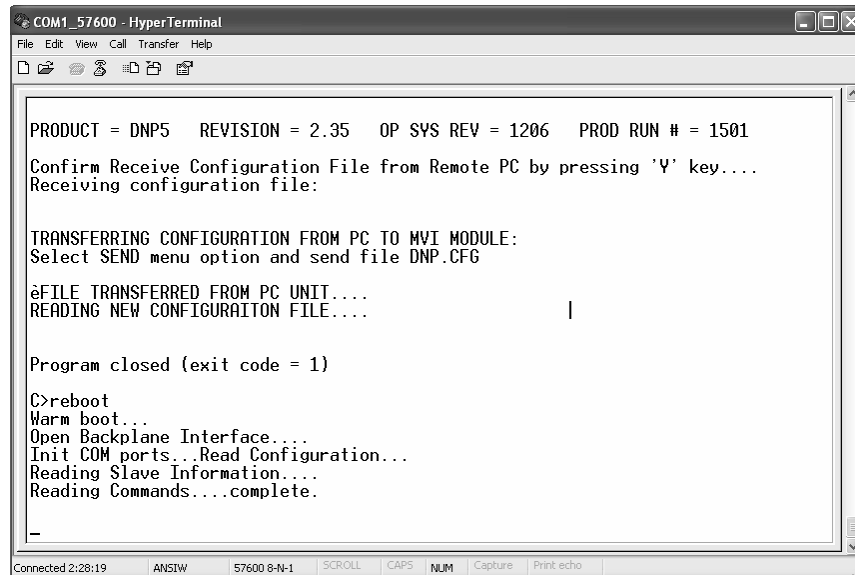 COM1_57600 - HyperTerminal
File Edit View Call Transfer Help
PRODUCT = DNP5 REVISION = 2.35 OP SYS REV = 1206 PROD RUN # = 1501
Confirm Receive Configuration File from Remote PC by pressing 'Y' key....
Receiving configuration file:
TRANSFERRING CONFIGURATION FROM PC TO MVI MODULE:
Select SEND menu option and send file DNP.CFG
èFILE TRANSFERRED FROM PC UNIT....
READING NEW CONFIGURAITON FILE....
Program closed (exit code = 1)
C>reboot
Warm boot...
Open Backplane Interface....
Init COM ports...Read Configuration...
Reading Slave Information....
Reading Commands....complete.
_
Connected 2:28:19 ANSIW 57600 8-N-1 SCROLL CAPS NUM Capture Print echo